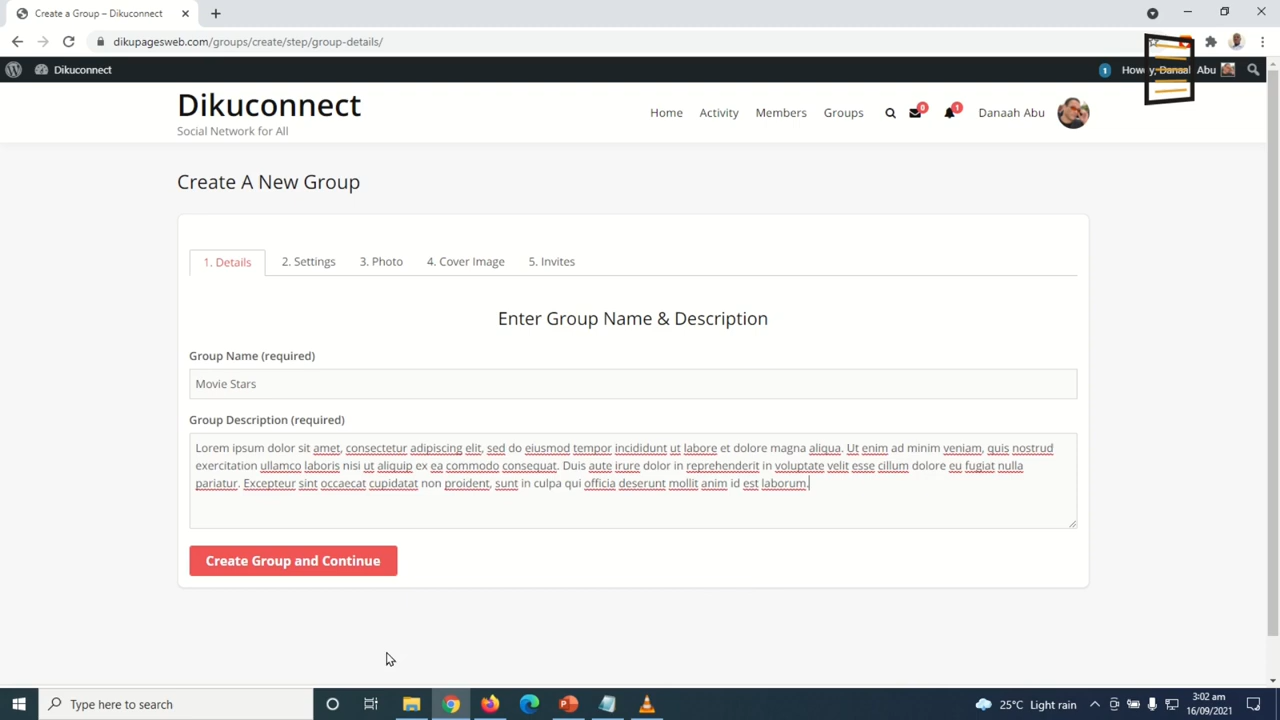 Create a Group – Dikuconnect
dikupagesweb.com/groups/create/step/group-details/
Dikuconnect
1
Howdy, Danaah Abu
Dikuconnect
Social Network for All
Home
Activity
Members
Groups
0
1
Danaah Abu
Create A New Group
1. Details
2. Settings
3. Photo
4. Cover Image
5. Invites
Enter Group Name & Description
Group Name (required)
Movie Stars
Group Description (required)
Lorem ipsum dolor sit amet, consectetur adipiscing elit, sed do eiusmod tempor incididunt ut labore et dolore magna aliqua. Ut enim ad minim veniam, quis nostrud
exercitation ullamco laboris nisi ut aliquip ex ea commodo consequat. Duis aute irure dolor in reprehenderit in voluptate velit esse cillum dolore eu fugiat nulla
pariatur. Excepteur sint occaecat cupidatat non proident, sunt in culpa qui officia deserunt mollit anim id est laborum.
Create Group and Continue
Type here to search
25°C Light rain
3:02 am
16/09/2021